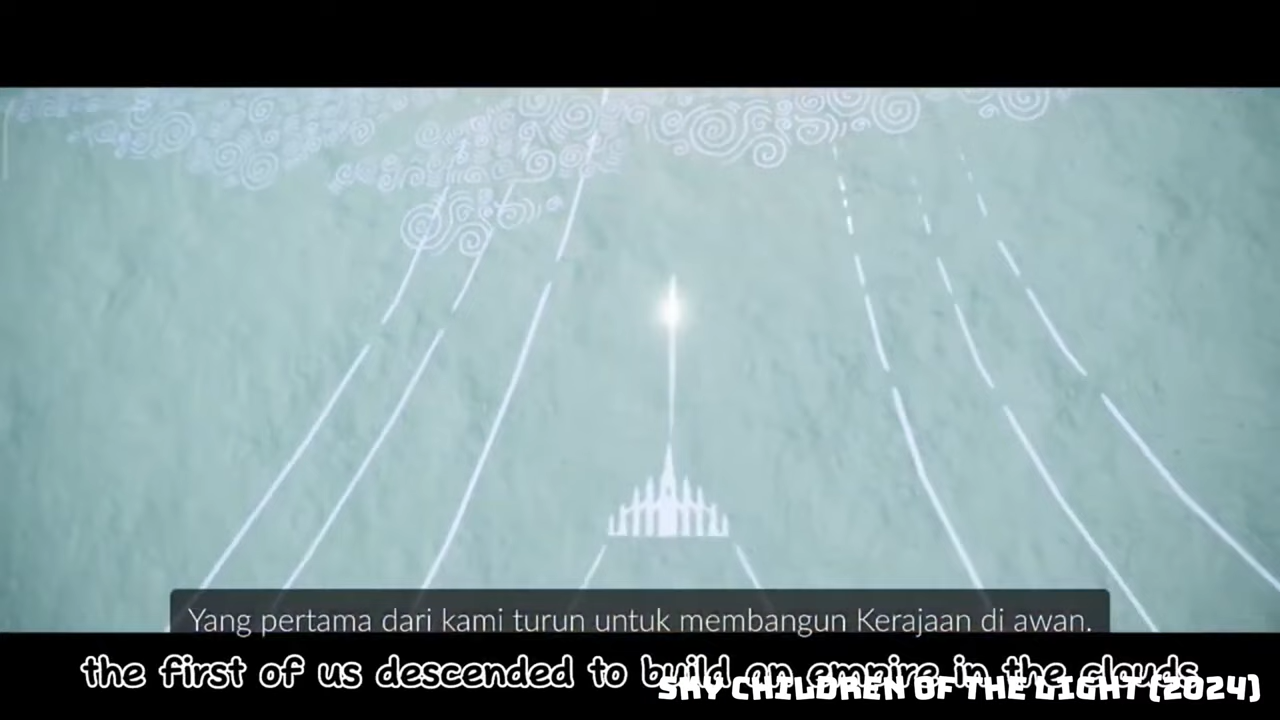 Yang pertama dari kami turun untuk membangun Kerajaan di awan.
the first of us descended to build an empire in the clouds
SKY CHILDREN OF THE LIGHT (2024)